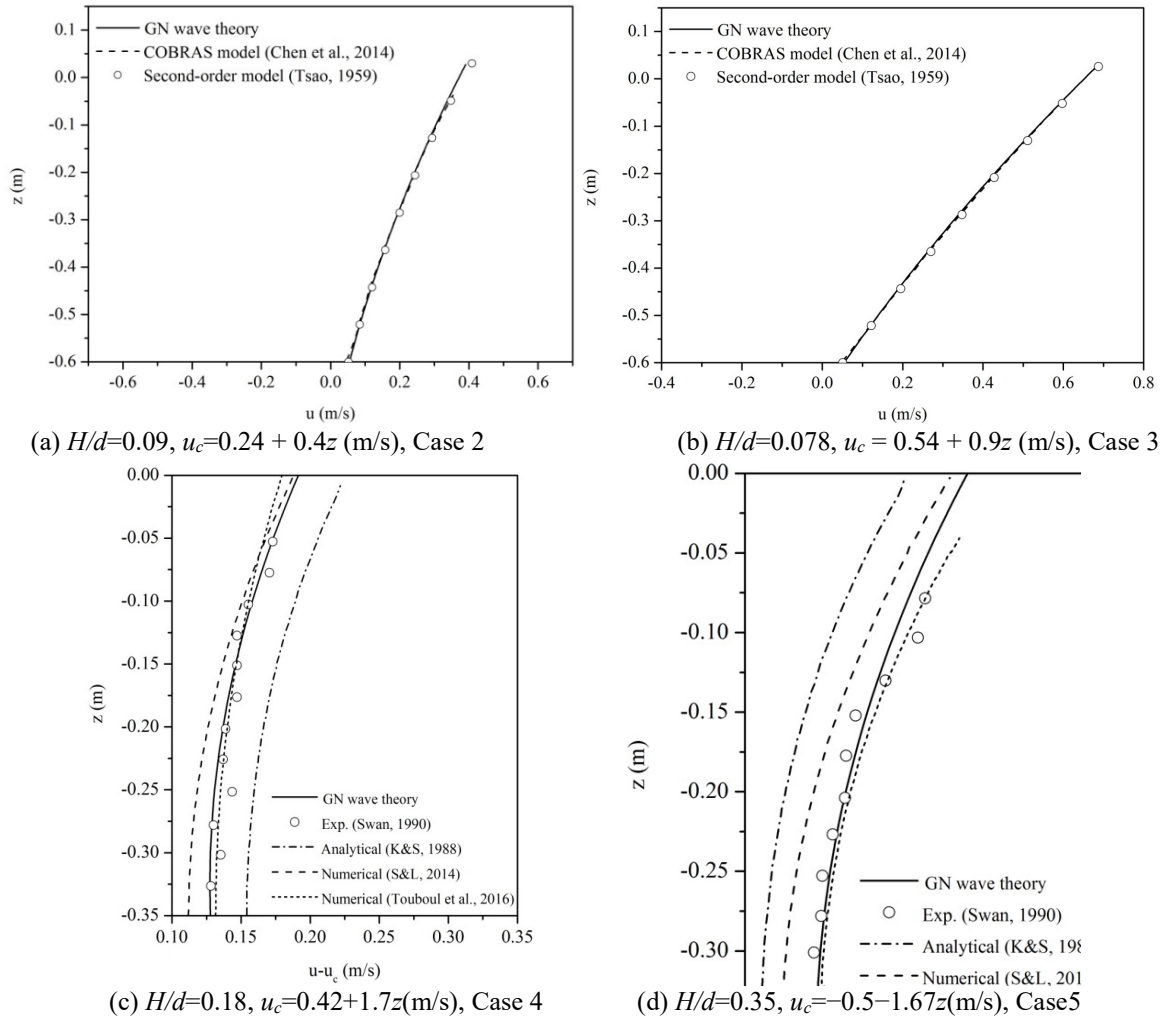 0.1
0.0
-0.1
-0.2
-0.3
-0.4
-0.5
-0.6
z (m)
GN wave theory
COBRAS model (Chen et al., 2014)
Second-order model (Tsao, 1959)
-0.6 -0.4 -0.2 0.0 0.2 0.4 0.6
u (m/s)
(a) H/d=0.09, u_c=0.24 + 0.4z (m/s), Case 2
0.1
0.0
-0.1
-0.2
-0.3
-0.4
-0.5
-0.6
z (m)
GN wave theory
COBRAS model (Chen et al., 2014)
Second-order model (Tsao, 1959)
-0.4 -0.2 0.0 0.2 0.4 0.6 0.8
u (m/s)
(b) H/d=0.078, u_c = 0.54 + 0.9z (m/s), Case 3
0.00
-0.05
-0.10
-0.15
-0.20
-0.25
-0.30
-0.35
z (m)
GN wave theory
Exp. (Swan, 1990)
Analytical (K&S, 1988)
Numerical (S&L, 2014)
Numerical (Touboul et al., 2016)
0.10 0.15 0.20 0.25 0.30 0.35
u-u_c (m/s)
(c) H/d=0.18, u_c=0.42+1.7z(m/s), Case 4
0.00
-0.05
-0.10
-0.15
-0.20
-0.25
-0.30
z (m)
GN wave theory
Exp. (Swan, 1990)
Analytical (K&S, 198
Numerical (S&L, 201
(d) H/d=0.35, u_c=−0.5−1.67z(m/s), Case5